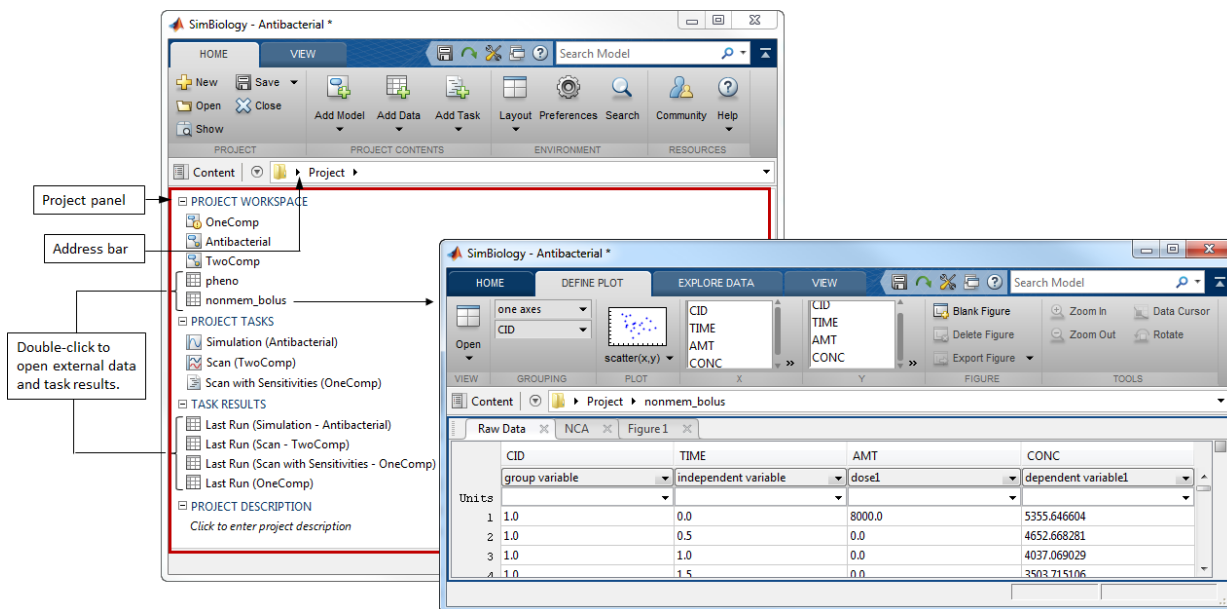 SimBiology - Antibacterial *
HOME VIEW Search Model
New Save
Open Close
Show
Add Model Add Data Add Task Layout Preferences Search Community Help
PROJECT PROJECT CONTENTS ENVIRONMENT RESOURCES
Content Project
Project panel
Address bar
Double-click to
open external data
and task results.
PROJECT WORKSPACE
OneComp
Antibacterial
TwoComp
pheno
nonmem_bolus
PROJECT TASKS
Simulation (Antibacterial)
Scan (TwoComp)
Scan with Sensitivities (OneComp)
TASK RESULTS
Last Run (Simulation - Antibacterial)
Last Run (Scan - TwoComp)
Last Run (Scan with Sensitivities - OneComp)
Last Run (OneComp)
PROJECT DESCRIPTION
Click to enter project description
SimBiology - Antibacterial *
HOME DEFINE PLOT EXPLORE DATA VIEW Search Model
Open
one axes
CID
scatter(x,y)
CID
TIME
AMT
CONC
CID
TIME
AMT
CONC
Blank Figure
Delete Figure
Export Figure
Zoom In Data Cursor
Zoom Out Rotate
VIEW GROUPING PLOT X Y FIGURE TOOLS
Content Project nonmem_bolus
Raw Data NCA Figure 1
CID TIME AMT CONC
group variable independent variable dose1 dependent variable1
Units
1 1.0 0.0 8000.0 5355.646604
2 1.0 0.5 0.0 4652.668281
3 1.0 1.0 0.0 4037.069029
4 1.0 1.5 0.0 3503.715106